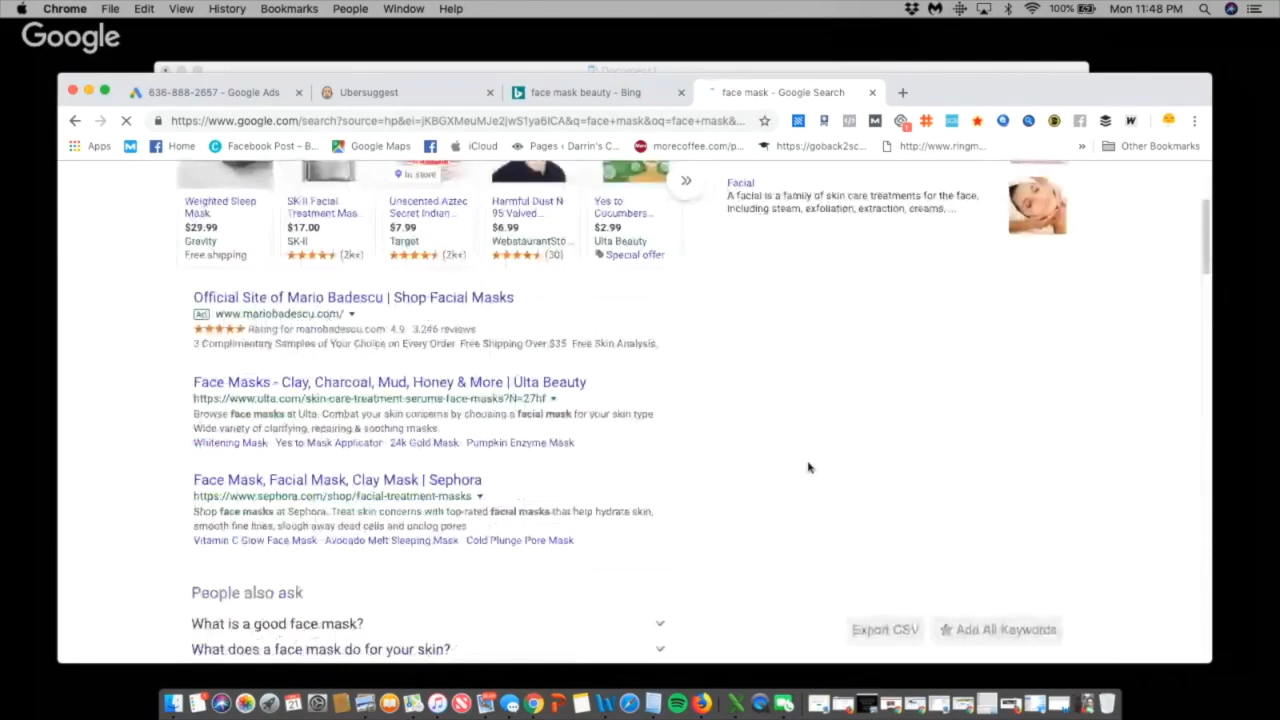 Chrome File Edit View History Bookmarks People Window Help 100% Mon 11:48 PM
Google
Document1
636-888-2657 - Google Ads Ubersuggest face mask beauty - Bing face mask - Google Search
https://www.google.com/search?source=hp&ei=jKBGXMeuMJe2jwS1ya6ICA&q=face+mask&oq=face+mask&...
Apps Home Facebook Post – B... Google Maps iCloud Pages ‹ Darrin's C... morecoffee.com/p... https://goback2sc... http://www.ringm... » Other Bookmarks
In store
Weighted Sleep Mask
$29.99
Gravity
Free shipping
SK-II Facial Treatment Mas...
$17.00
SK-II
(2k+)
Unscented Aztec Secret Indian...
$7.99
Target
(2k+)
Harmful Dust N 95 Valved...
$6.99
WebstaurantSto...
(30)
Yes to Cucumbers...
$2.99
Ulta Beauty
Special offer
Facial
A facial is a family of skin care treatments for the face,
including steam, exfoliation, extraction, creams, ...
Official Site of Mario Badescu | Shop Facial Masks
Ad www.mariobadescu.com/
Rating for mariobadescu.com: 4.9 3,246 reviews
3 Complimentary Samples of Your Choice on Every Order Free Shipping Over $35 Free Skin Analysis,
Face Masks - Clay, Charcoal, Mud, Honey & More | Ulta Beauty
https://www.ulta.com/skin-care-treatment-serums-face-masks?N=27hf
Browse face masks at Ulta. Combat your skin concerns by choosing a facial mask for your skin type
Wide variety of clarifying, repairing & soothing masks.
Whitening Mask Yes to Mask Applicator 24k Gold Mask Pumpkin Enzyme Mask
Face Mask, Facial Mask, Clay Mask | Sephora
https://www.sephora.com/shop/facial-treatment-masks
Shop face masks at Sephora. Treat skin concerns with top-rated facial masks that help hydrate skin,
smooth fine lines, slough away dead cells and unclog pores
Vitamin C Glow Face Mask Avocado Melt Sleeping Mask Cold Plunge Pore Mask
People also ask
What is a good face mask?
What does a face mask do for your skin?
Export CSV Add All Keywords